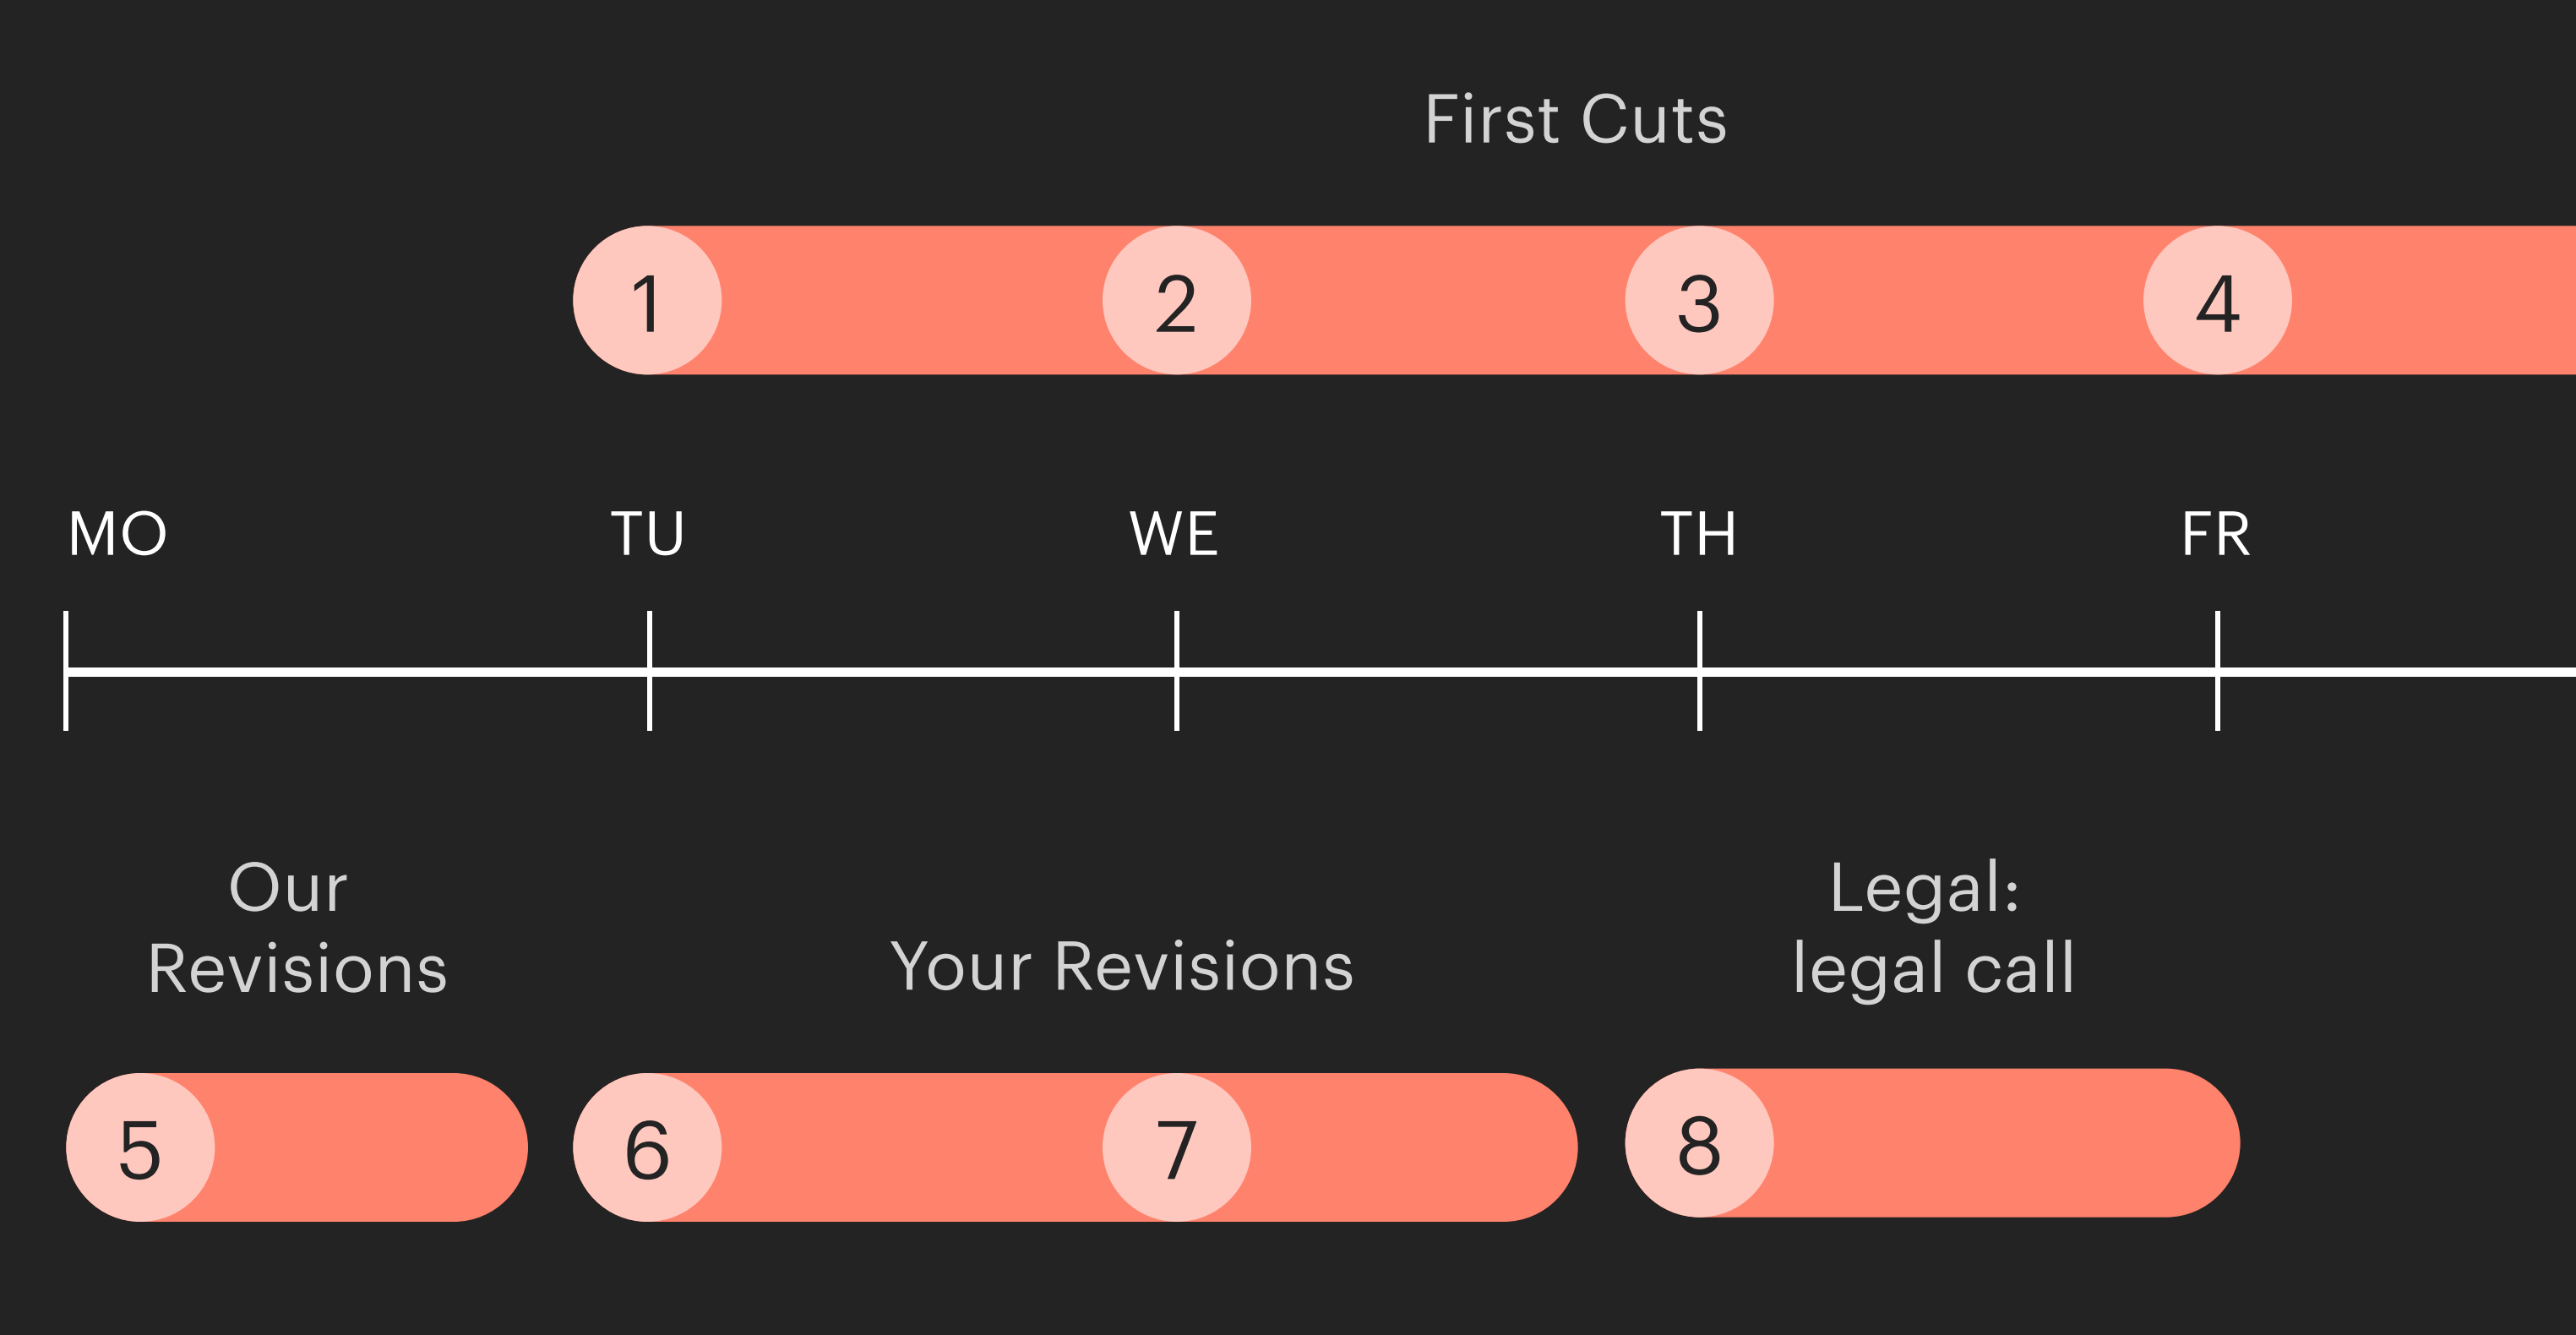 First Cuts
1 2 3 4
MO TU WE TH FR
Our
Revisions
Your Revisions
Legal:
legal call
5 6 7 8